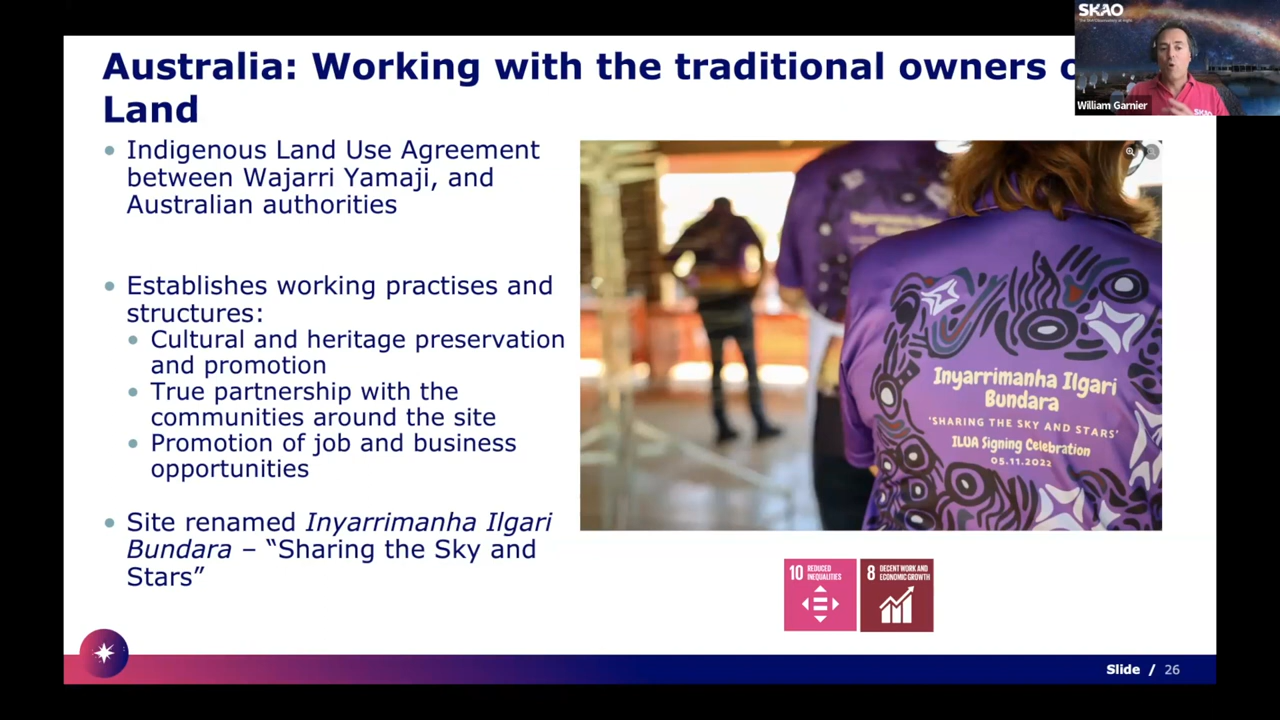 Australia: Working with the traditional owners
Land
Indigenous Land Use Agreement
between Wajarri Yamaji, and
Australian authorities
Establishes working practises and
structures:
Cultural and heritage preservation
and promotion
True partnership with the
communities around the site
Promotion of job and business
opportunities
Site renamed Inyarrimanha Ilgari
Bundara – “Sharing the Sky and
Stars”
Inyarrimanha Ilgari
Bundara
'SHARING THE SKY AND STARS'
ILUA Signing Celebration
05.11.2022
10 REDUCED
INEQUALITIES
8 DECENT WORK AND
ECONOMIC GROWTH
Slide / 26
SKAO
William Garnier
SKAO